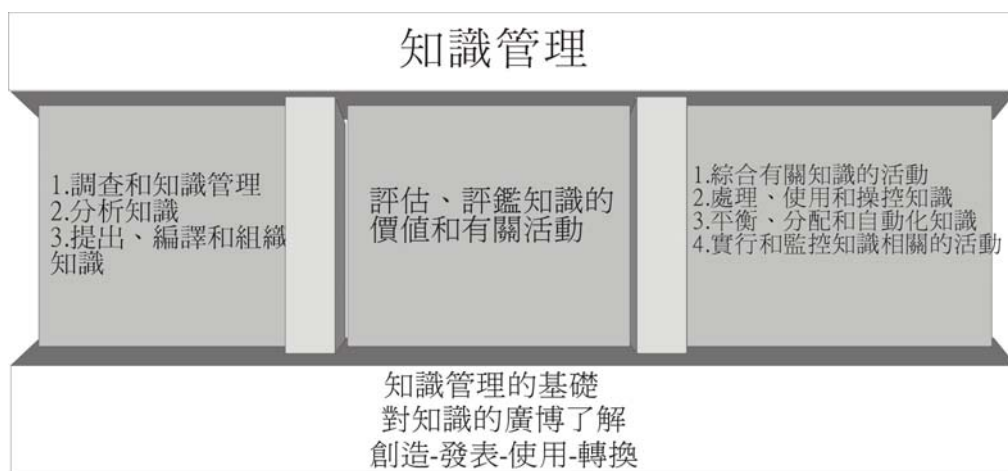 知識管理
1.調查和知識管理
2.分析知識
3.提出、編譯和組織
知識
評估、評鑑知識的
價值和有關活動
1.綜合有關知識的活動
2.處理、使用和操控知識
3.平衡、分配和自動化知識
4.實行和監控知識相關的活動
知識管理的基礎
對知識的廣博了解
創造-發表-使用-轉換